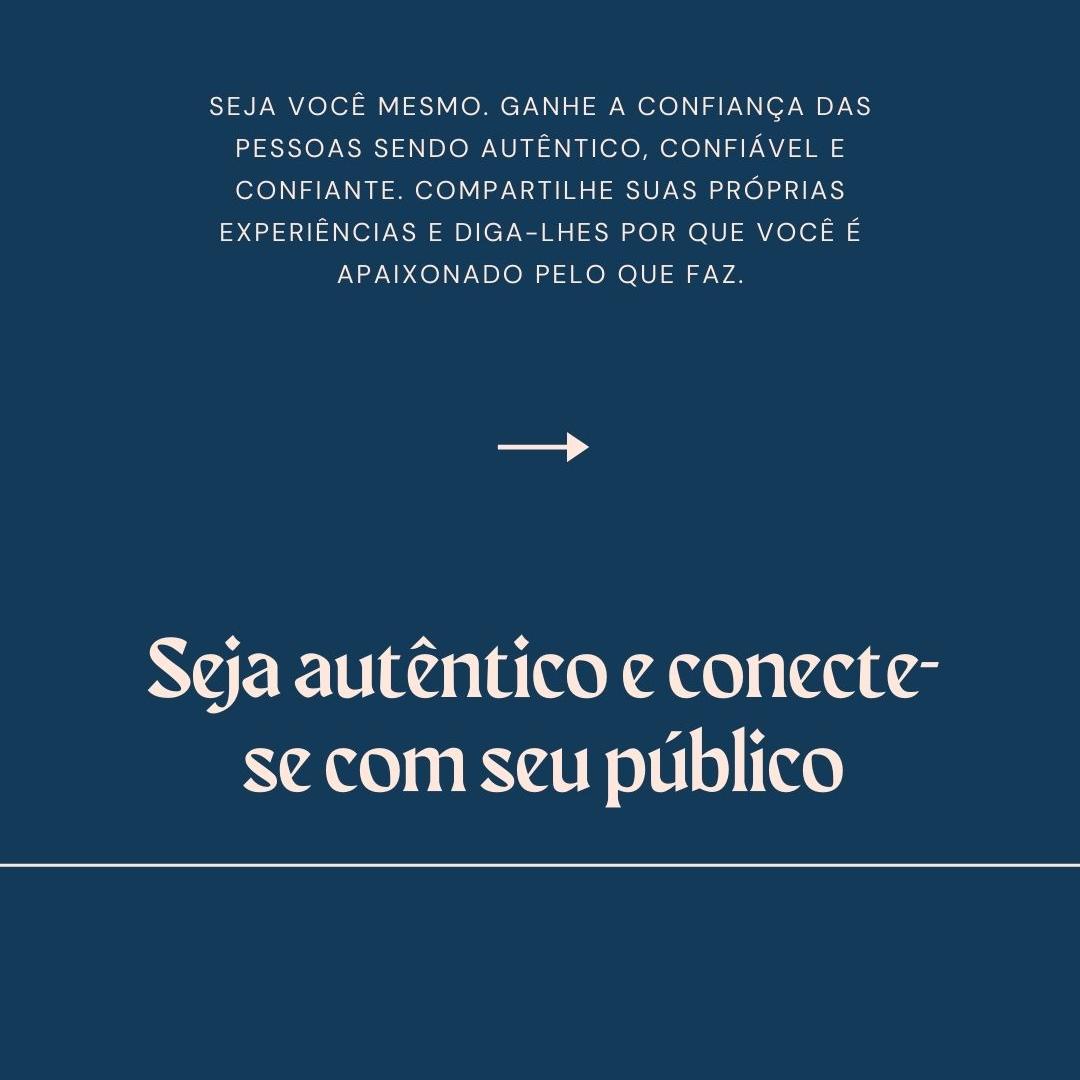 SEJA VOCÊ MESMO. GANHE A CONFIANÇA DAS
PESSOAS SENDO AUTÊNTICO, CONFIÁVEL E
CONFIANTE. COMPARTILHE SUAS PRÓPRIAS
EXPERIÊNCIAS E DIGA-LHES POR QUE VOCÊ É
APAIXONADO PELO QUE FAZ.
Seja autêntico e conecte-
se com seu público